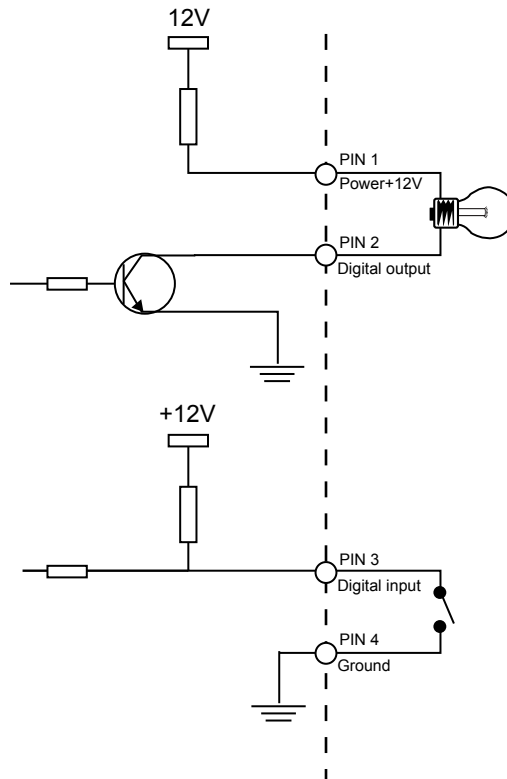 12V
PIN 1
Power+12V
PIN 2
Digital output
+12V
PIN 3
Digital input
PIN 4
Ground